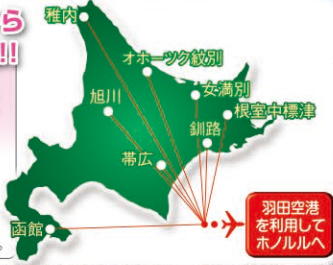 ら
!!
稚内
オホーツク紋別
女満別
旭川
根室中標津
釧路
帯広
函館
羽田空港
を利用して
ホノルルへ